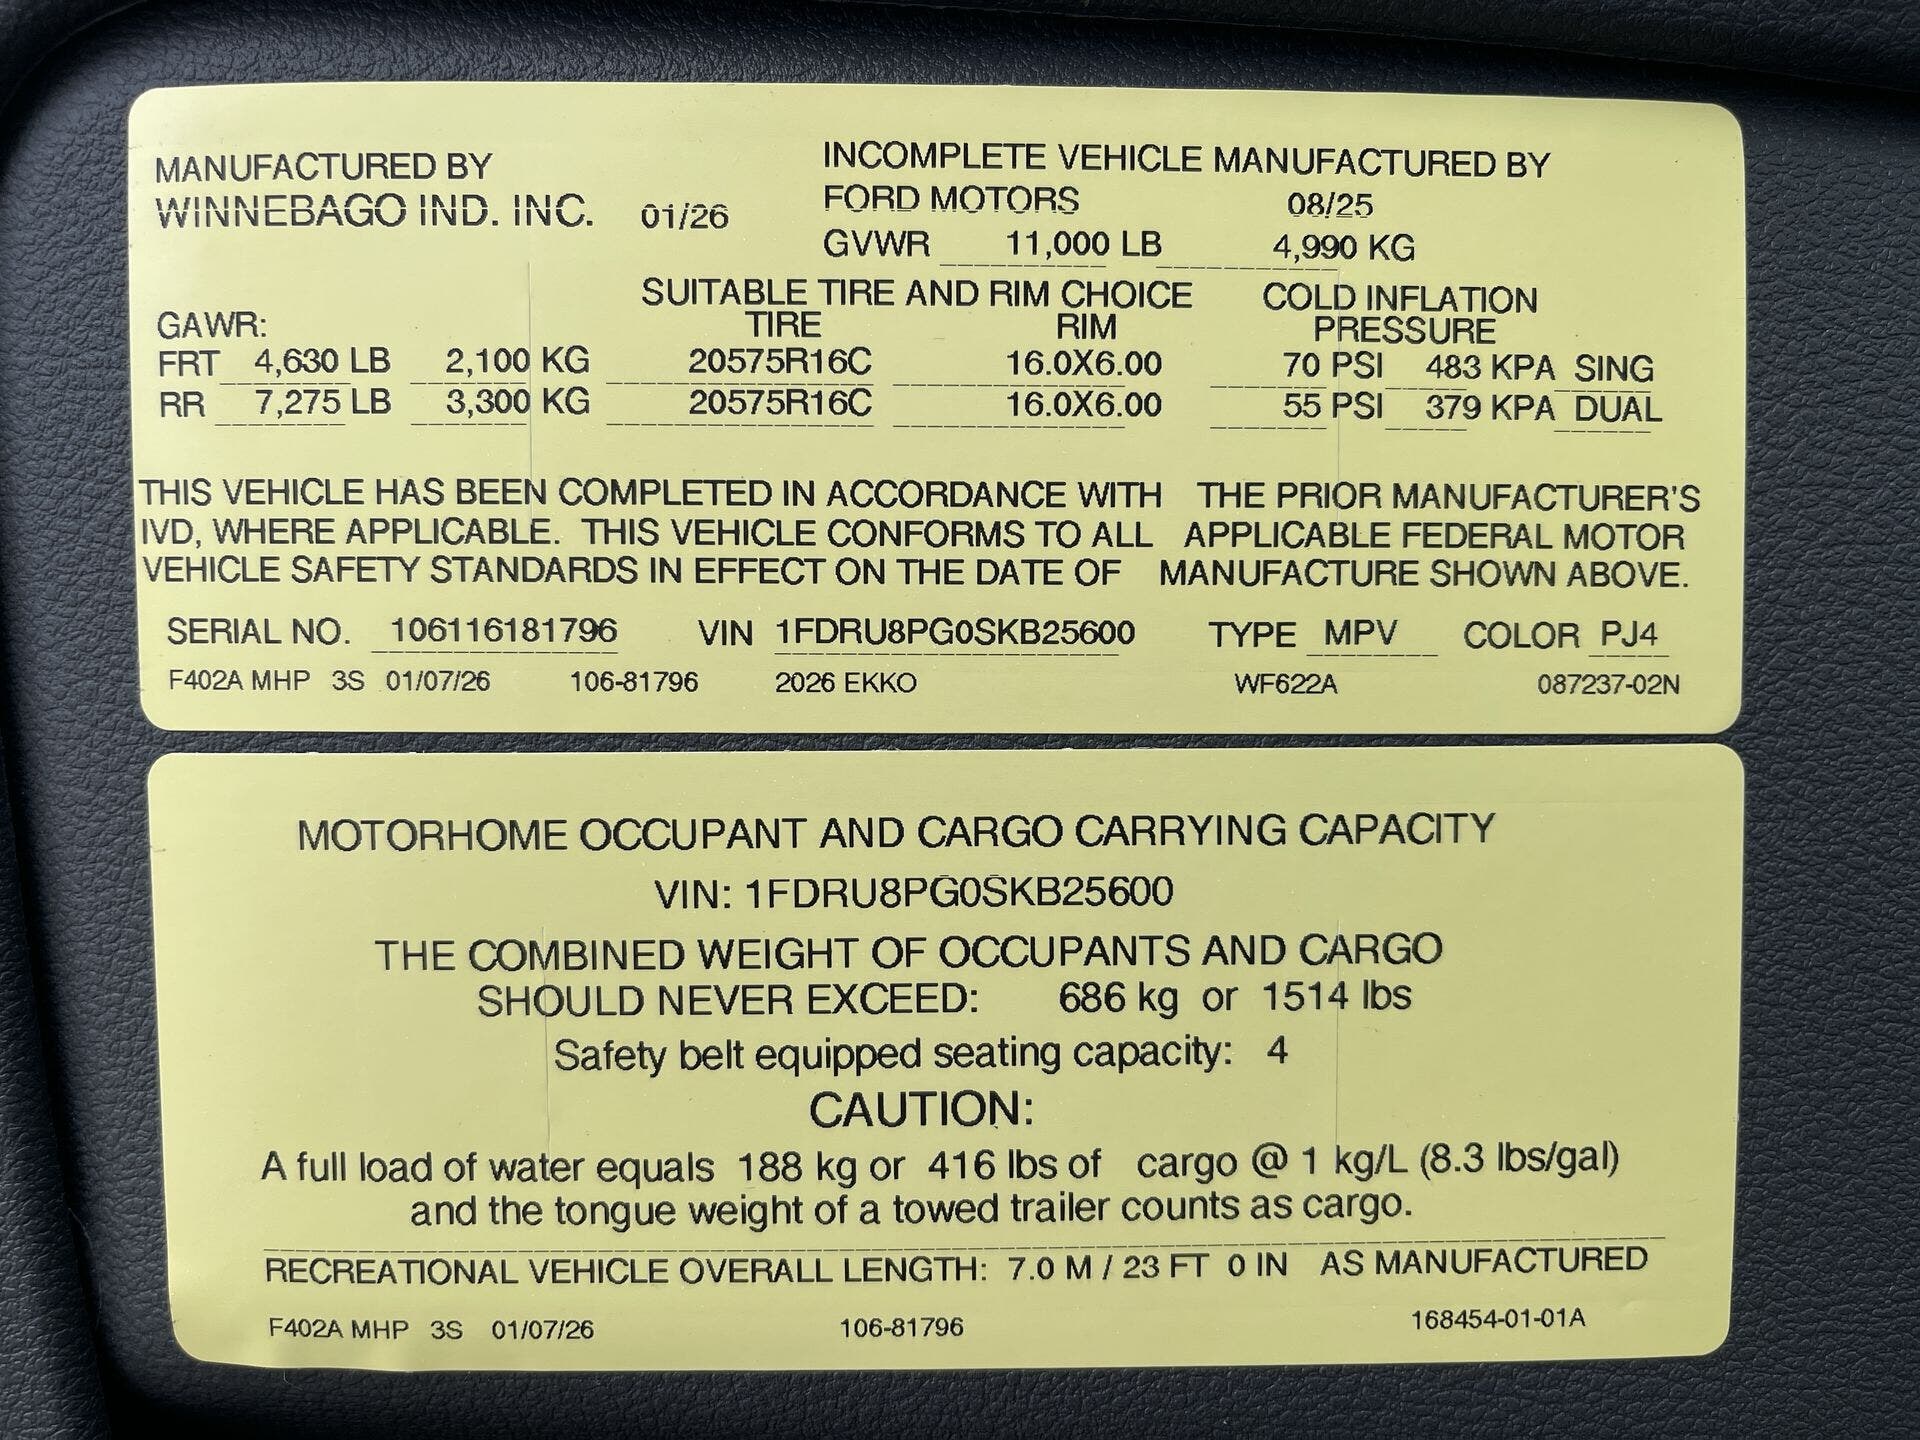 MANUFACTURED BY
WINNEBAGO IND. INC. 01/26
INCOMPLETE VEHICLE MANUFACTURED BY
FORD MOTORS 08/25
GVWR 11,000 LB 4,990 KG
SUITABLE TIRE AND RIM CHOICE COLD INFLATION
GAWR: TIRE RIM PRESSURE
FRT 4,630 LB 2,100 KG 20575R16C 16.0X6.00 70 PSI 483 KPA SING
RR 7,275 LB 3,300 KG 20575R16C 16.0X6.00 55 PSI 379 KPA DUAL
THIS VEHICLE HAS BEEN COMPLETED IN ACCORDANCE WITH THE PRIOR MANUFACTURER'S
IVD, WHERE APPLICABLE. THIS VEHICLE CONFORMS TO ALL APPLICABLE FEDERAL MOTOR
VEHICLE SAFETY STANDARDS IN EFFECT ON THE DATE OF MANUFACTURE SHOWN ABOVE.
SERIAL NO. 106116181796 VIN 1FDRU8PG0SKB25600 TYPE MPV COLOR PJ4
F402A MHP 3S 01/07/26 106-81796 2026 EKKO WF622A 087237-02N
MOTORHOME OCCUPANT AND CARGO CARRYING CAPACITY
VIN: 1FDRU8PG0SKB25600
THE COMBINED WEIGHT OF OCCUPANTS AND CARGO
SHOULD NEVER EXCEED: 686 kg or 1514 lbs
Safety belt equipped seating capacity: 4
CAUTION:
A full load of water equals 188 kg or 416 lbs of cargo @ 1 kg/L (8.3 lbs/gal)
and the tongue weight of a towed trailer counts as cargo.
RECREATIONAL VEHICLE OVERALL LENGTH: 7.0 M / 23 FT 0 IN AS MANUFACTURED
F402A MHP 3S 01/07/26 106-81796 168454-01-01A